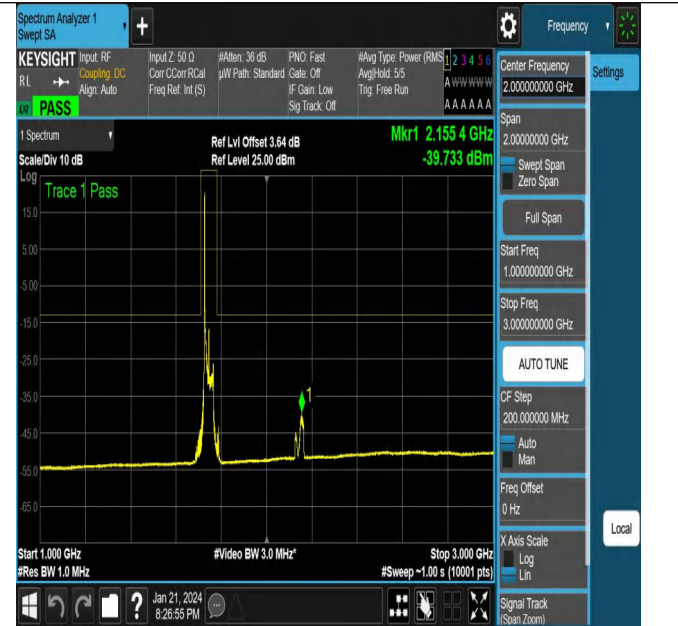 Spectrum Analyzer 1
Swept SA
Frequency
KEYSIGHT
RL
LXI
PASS
Input: RF
Coupling: DC
Align: Auto
Input Z: 50 Ω
Corr CCorr RCal
Freq Ref: Int (S)
#Atten: 36 dB
µW Path: Standard
PNO: Fast
Gate: Off
IF Gain: Low
Sig Track: Off
#Avg Type: Power (RMS
Avg|Hold: 5/5
Trig: Free Run
1 2 3 4 5 6
A W W W W W
A A A A A A
1 Spectrum
Scale/Div 10 dB
Ref Lvl Offset 3.64 dB
Ref Level 25.00 dBm
Mkr1 2.155 4 GHz
-39.733 dBm
Log
Trace 1 Pass
15.0
5.00
-5.00
-15.0
-25.0
-35.0
-45.0
-55.0
-65.0
1
Start 1.000 GHz
#Res BW 1.0 MHz
#Video BW 3.0 MHz*
Stop 3.000 GHz
#Sweep ~1.00 s (10001 pts)
Center Frequency
2.000000000 GHz
Span
2.00000000 GHz
Swept Span
Zero Span
Full Span
Start Freq
1.000000000 GHz
Stop Freq
3.000000000 GHz
AUTO TUNE
CF Step
200.000000 MHz
Auto
Man
Freq Offset
0 Hz
X Axis Scale
Log
Lin
Signal Track
(Span Zoom)
Settings
Local
Jan 21, 2024
8:26:55 PM